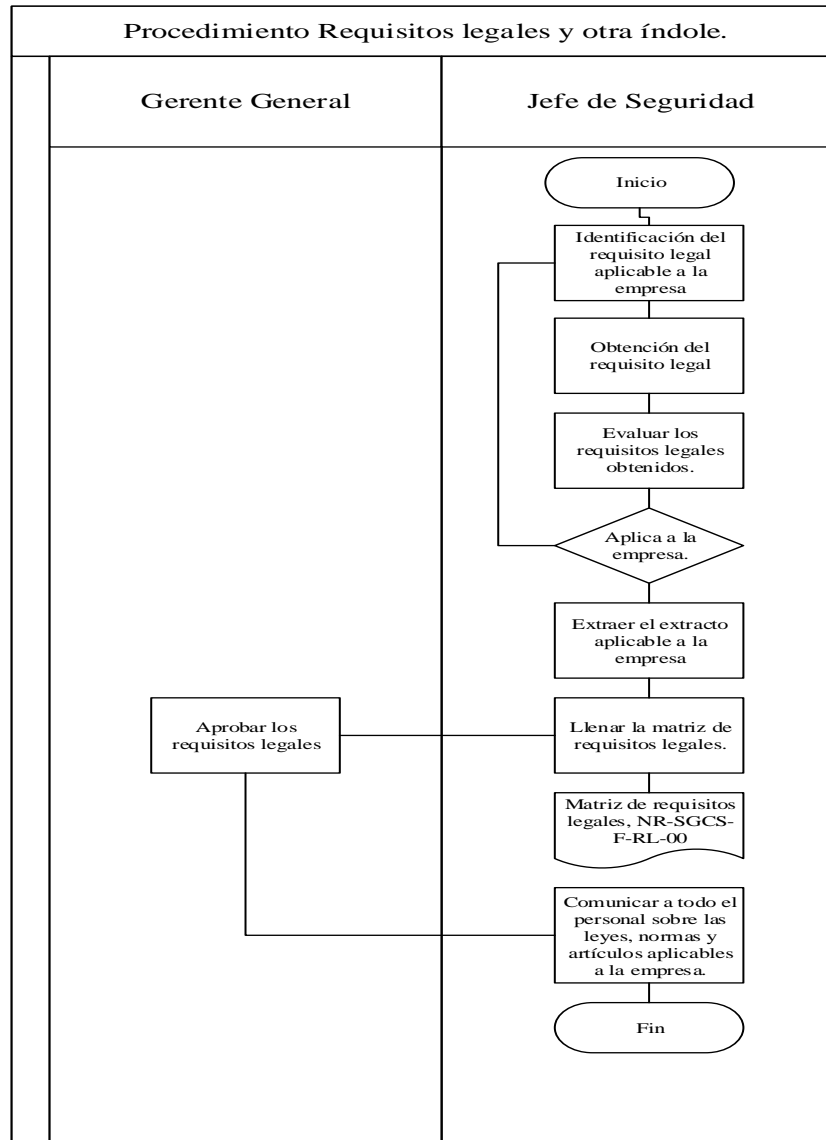 Procedimiento Requisitos legales y otra índole.
Gerente General
Jefe de Seguridad
Inicio
Identificación del
requisito legal
aplicable a la
empresa
Obtención del
requisito legal
Evaluar los
requisitos legales
obtenidos.
Aplica a la
empresa.
Extraer el extracto
aplicable a la
empresa
Aprobar los
requisitos legales
Llenar la matriz de
requisitos legales.
Matriz de requisitos
legales, NR-SGCS-
F-RL-00
Comunicar a todo el
personal sobre las
leyes, normas y
artículos aplicables
a la empresa.
Fin